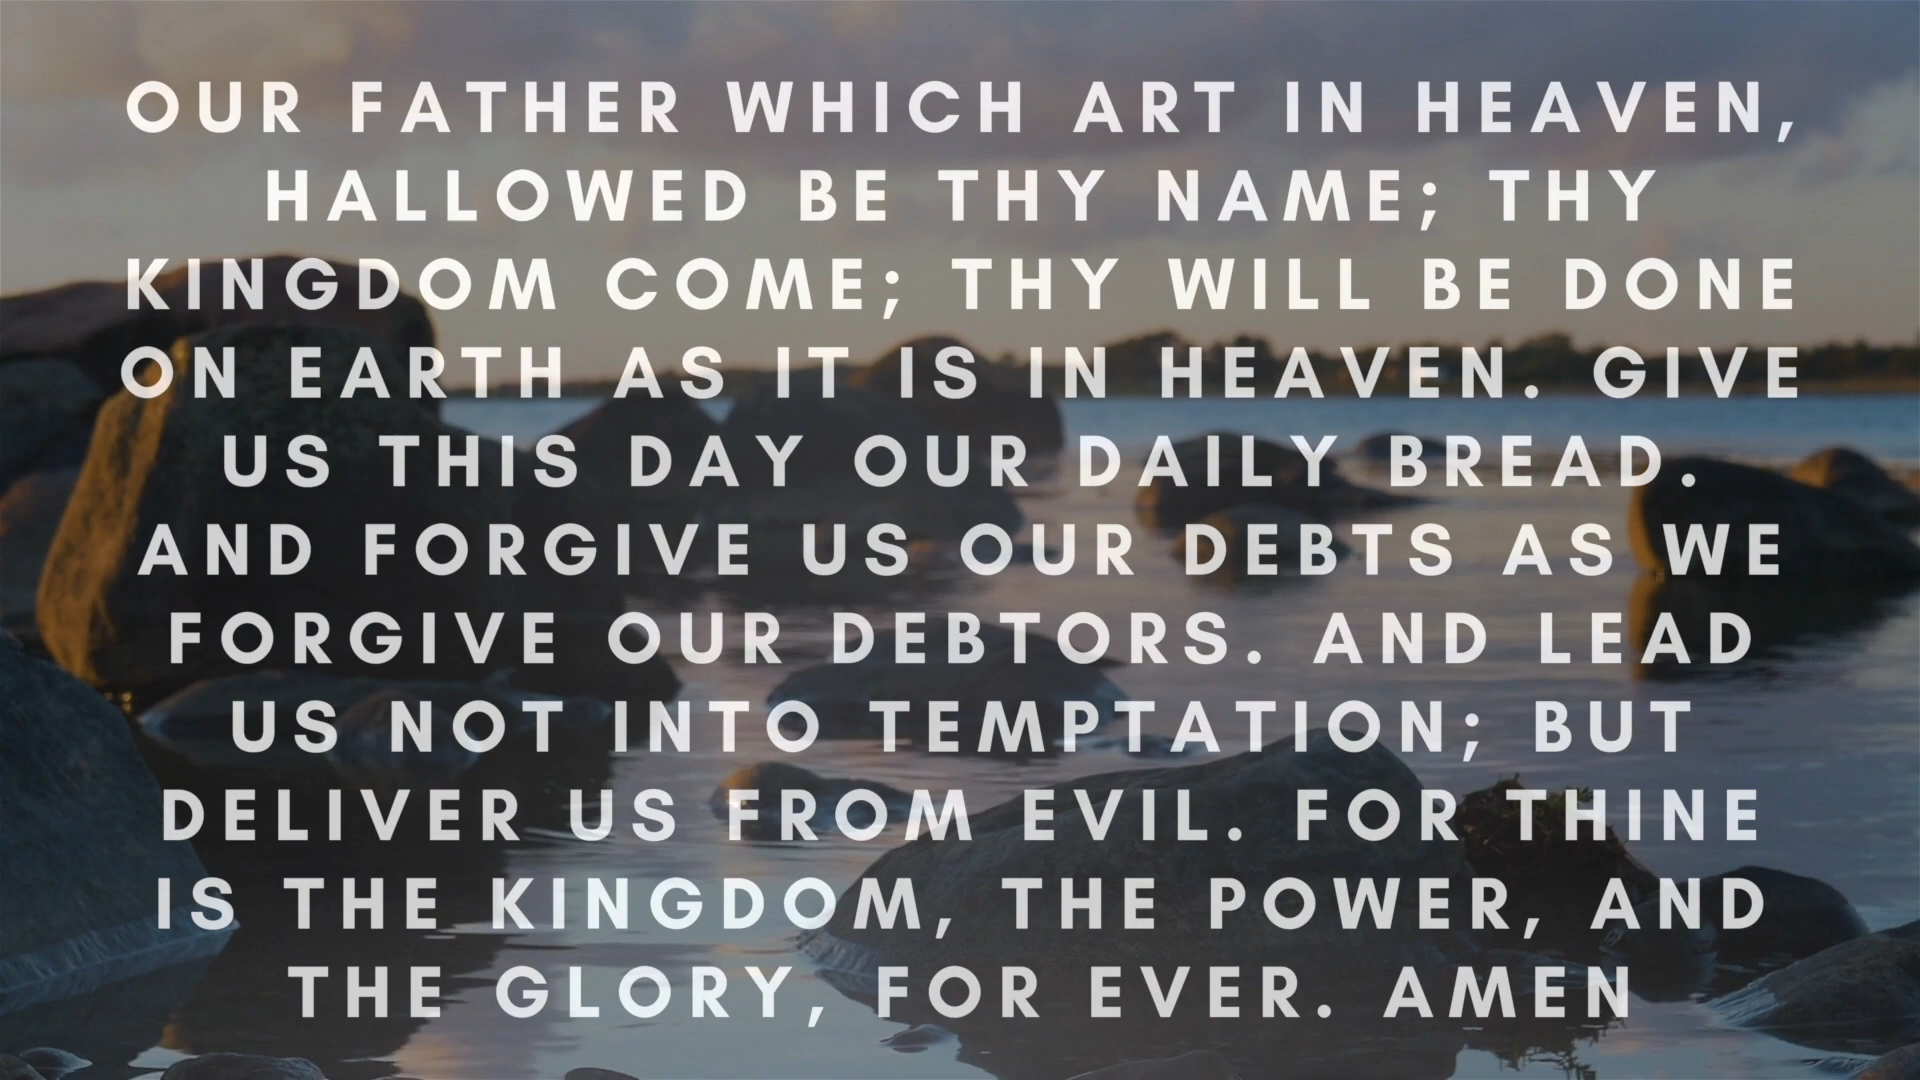 OUR FATHER WHICH ART IN HEAVEN,
HALLOWED BE THY NAME; THY
KINGDOM COME; THY WILL BE DONE
ON EARTH AS IT IS IN HEAVEN. GIVE
US THIS DAY OUR DAILY BREAD.
AND FORGIVE US OUR DEBTS AS WE
FORGIVE OUR DEBTORS. AND LEAD
US NOT INTO TEMPTATION; BUT
DELIVER US FROM EVIL. FOR THINE
IS THE KINGDOM, THE POWER, AND
THE GLORY, FOR EVER. AMEN